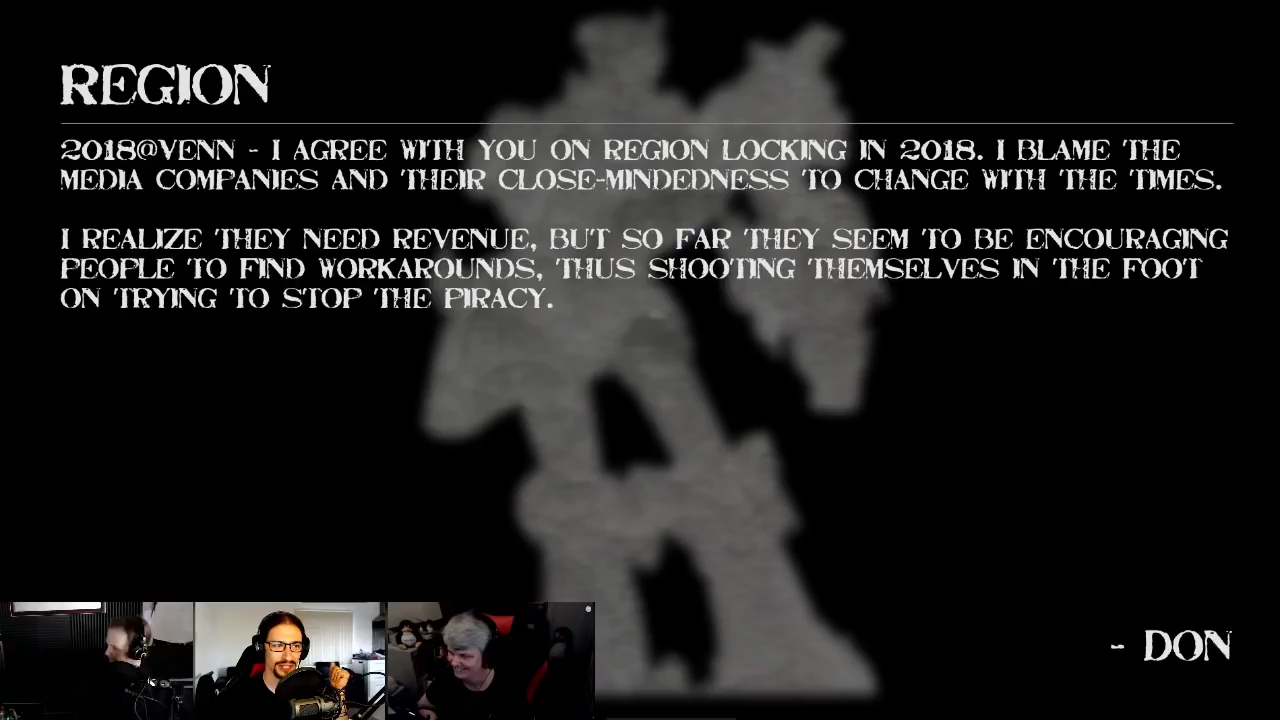 REGION
2018@VENN - I AGREE WITH YOU ON REGION LOCKING IN 2018. I BLAME THE
MEDIA COMPANIES AND THEIR CLOSE-MINDEDNESS TO CHANGE WITH THE TIMES.
I REALIZE THEY NEED REVENUE, BUT SO FAR THEY SEEM TO BE ENCOURAGING
PEOPLE TO FIND WORKAROUNDS, THUS SHOOTING THEMSELVES IN THE FOOT
ON TRYING TO STOP THE PIRACY.
- DON